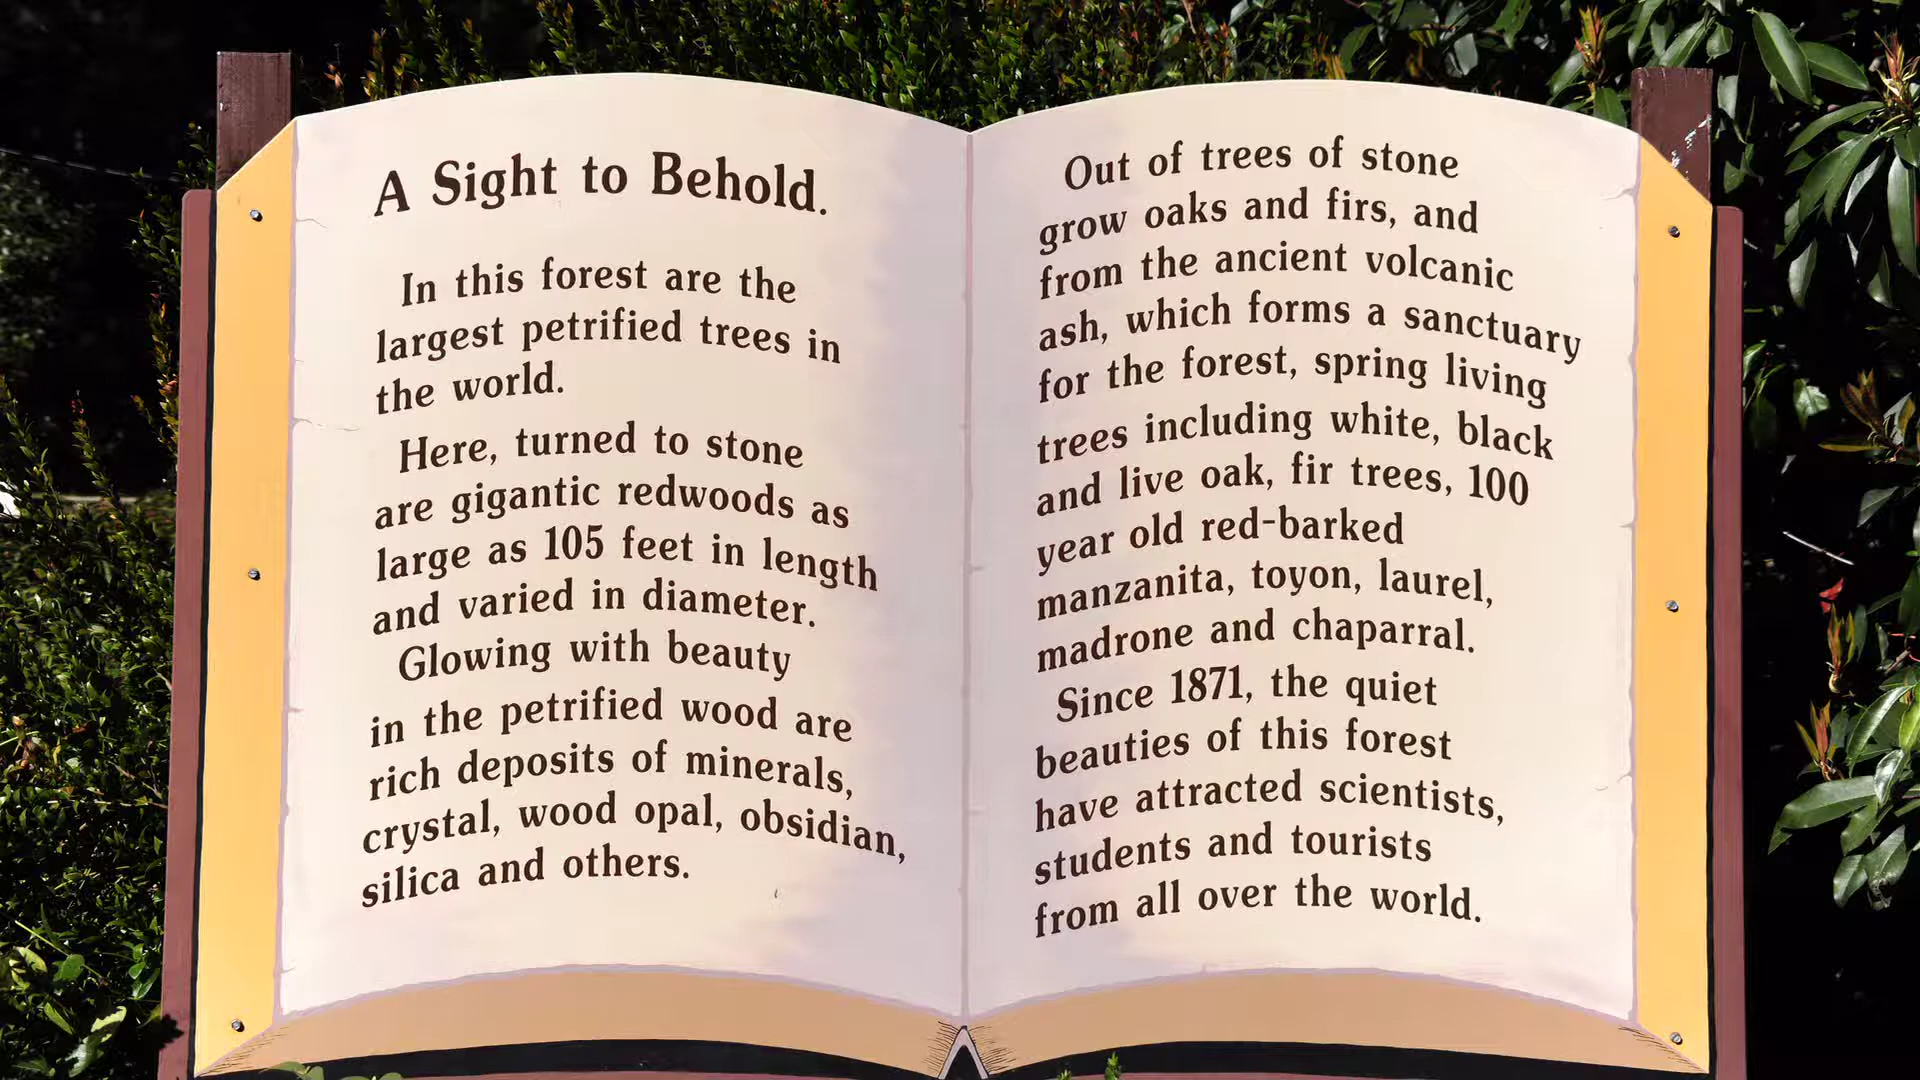 A Sight to Behold.
In this forest are the
largest petrified trees in
the world.
Here, turned to stone
are gigantic redwoods as
large as 105 feet in length
and varied in diameter.
Glowing with beauty
in the petrified wood are
rich deposits of minerals,
crystal, wood opal, obsidian,
silica and others.
Out of trees of stone
grow oaks and firs, and
from the ancient volcanic
ash, which forms a sanctuary
for the forest, spring living
trees including white, black
and live oak, fir trees, 100
year old red-barked
manzanita, toyon, laurel,
madrone and chaparral.
Since 1871, the quiet
beauties of this forest
have attracted scientists,
students and tourists
from all over the world.